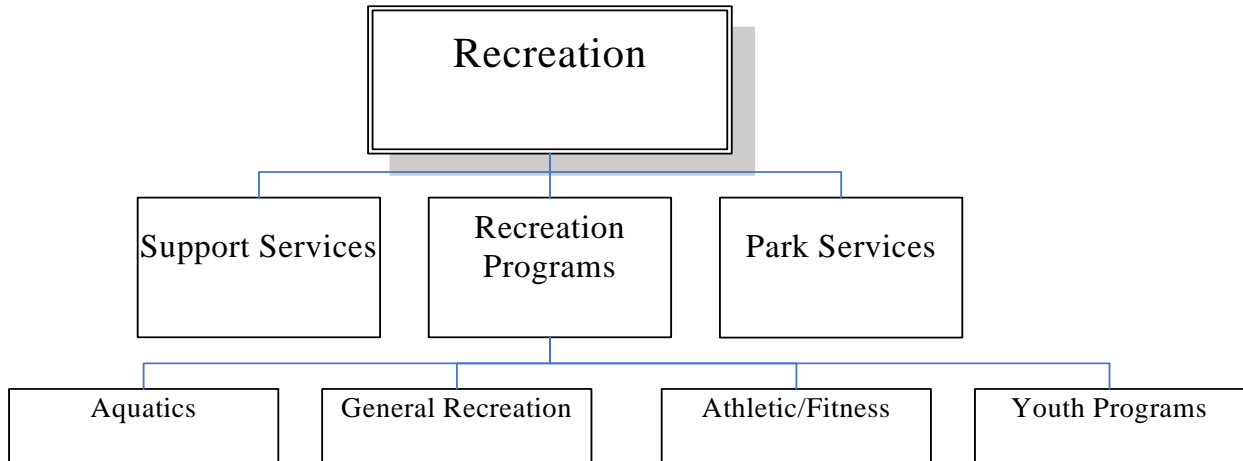 Recreation
Support Services
Recreation
Programs
Park Services
Aquatics
General Recreation
Athletic/Fitness
Youth Programs